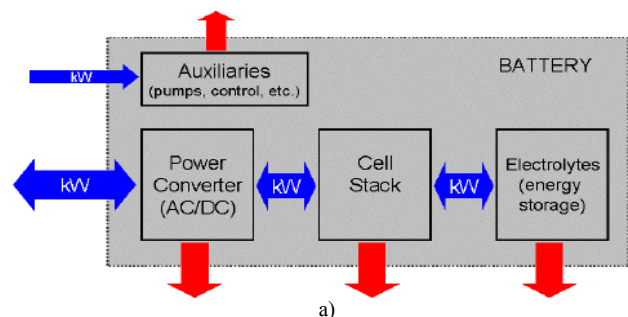 Auxiliaries
(pumps, control, etc.)
BATTERY
kW
Power
Converter
(AC/DC)
Cell
Stack
Electrolytes
(energy
storage)
kW
kW
kW
a)